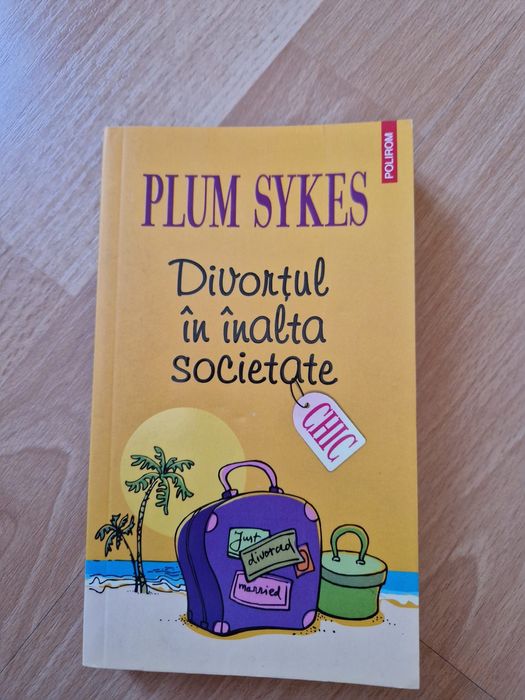 POLIROM
PLUM SYKES
Divorțul
în înalta
societate
CHIC
Just
divorced
married